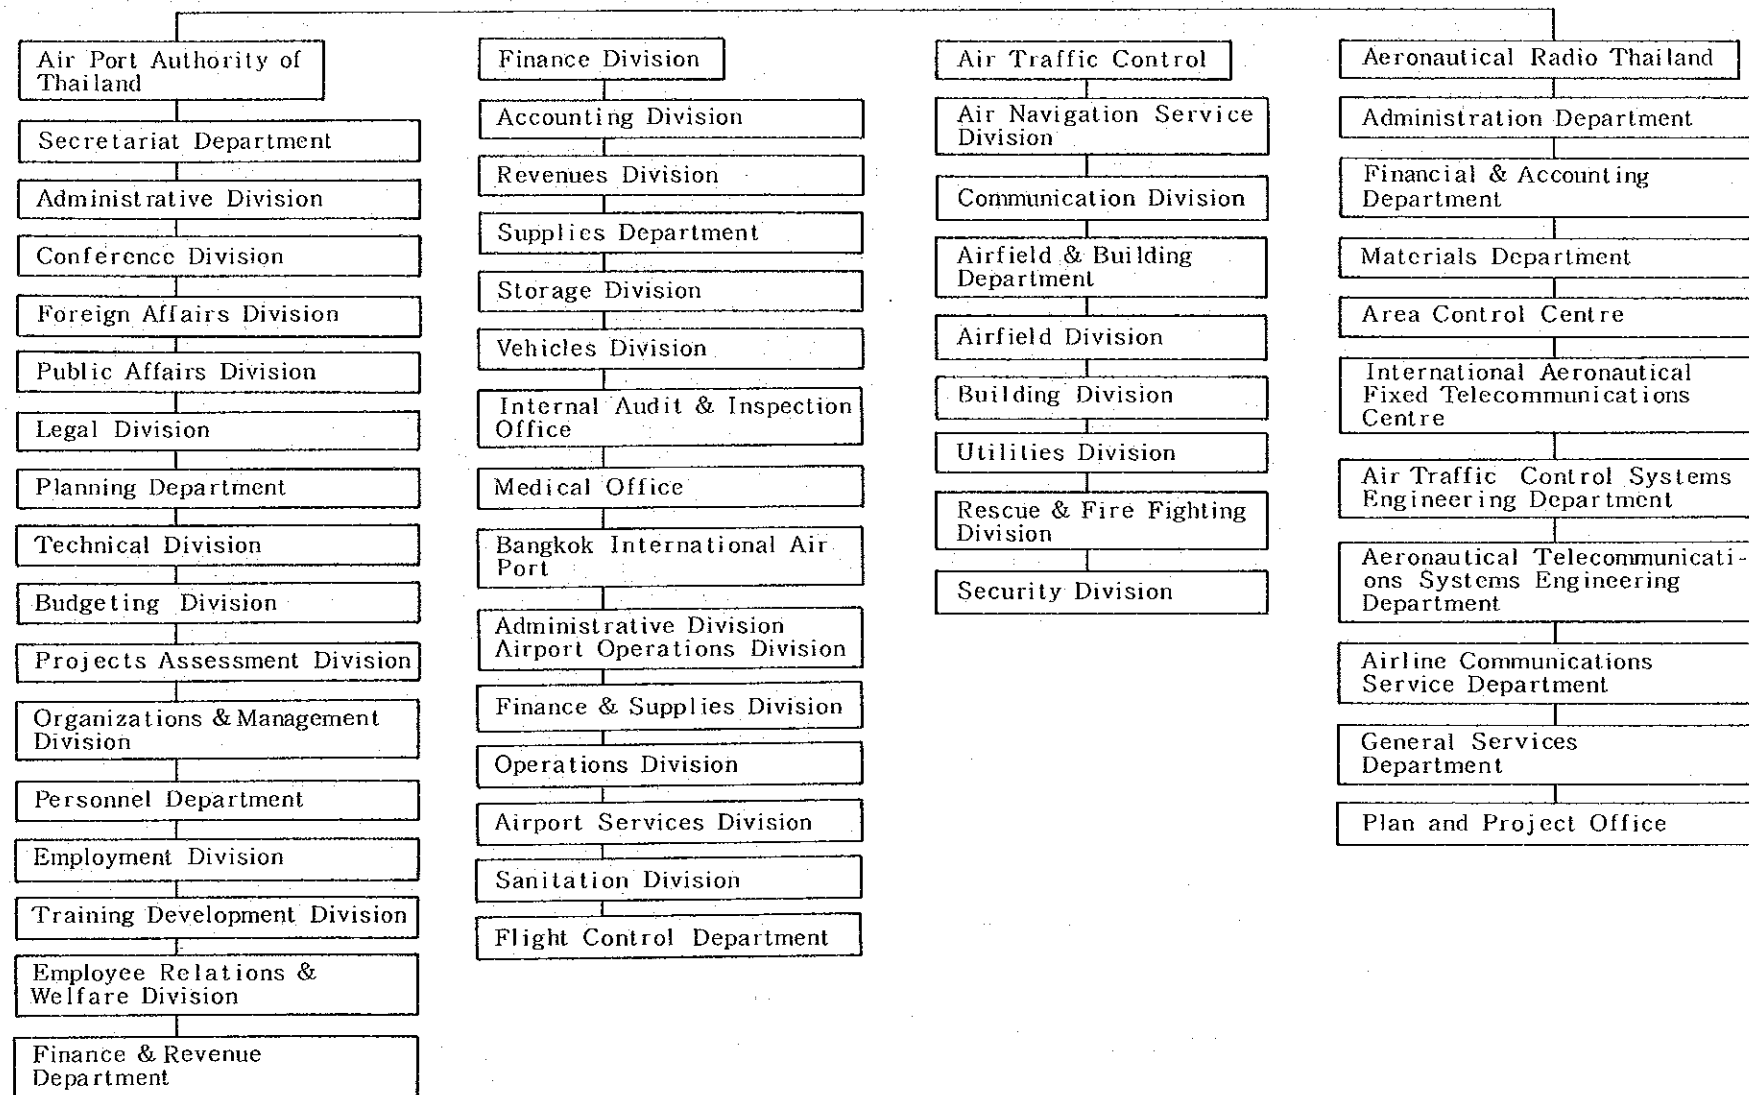 Air Port Authority of
Thailand
Secretariat Department
Administrative Division
Conference Division
Foreign Affairs Division
Public Affairs Division
Legal Division
Planning Department
Technical Division
Budgeting Division
Projects Assessment Division
Organizations & Management
Division
Personnel Department
Employment Division
Training Development Division
Employee Relations &
Welfare Division
Finance & Revenue
Department
Finance Division
Accounting Division
Revenues Division
Supplies Department
Storage Division
Vehicles Division
Internal Audit & Inspection
Office
Medical Office
Bangkok International Air
Port
Administrative Division
Airport Operations Division
Finance & Supplies Division
Operations Division
Airport Services Division
Sanitation Division
Flight Control Department
Air Traffic Control
Air Navigation Service
Division
Communication Division
Airfield & Building
Department
Airfield Division
Building Division
Utilities Division
Rescue & Fire Fighting
Division
Security Division
Aeronautical Radio Thailand
Administration Department
Financial & Accounting
Department
Materials Department
Area Control Centre
International Aeronautical
Fixed Telecommunications
Centre
Air Traffic Control Systems
Engineering Department
Aeronautical Telecommunicati-
ons Systems Engineering
Department
Airline Communications
Service Department
General Services
Department
Plan and Project Office